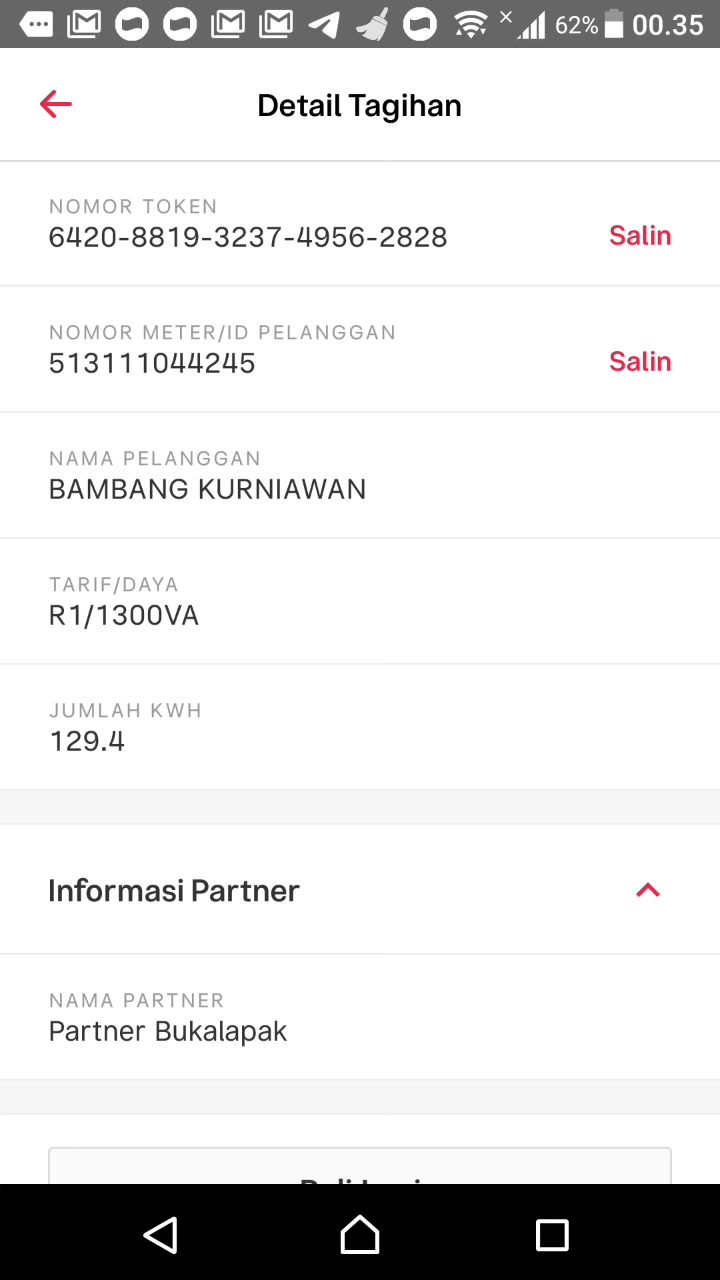 62% 00.35
Detail Tagihan
NOMOR TOKEN
6420-8819-3237-4956-2828
Salin
NOMOR METER/ID PELANGGAN
513111044245
Salin
NAMA PELANGGAN
BAMBANG KURNIAWAN
TARIF/DAYA
R1/1300VA
JUMLAH KWH
129.4
Informasi Partner
NAMA PARTNER
Partner Bukalapak